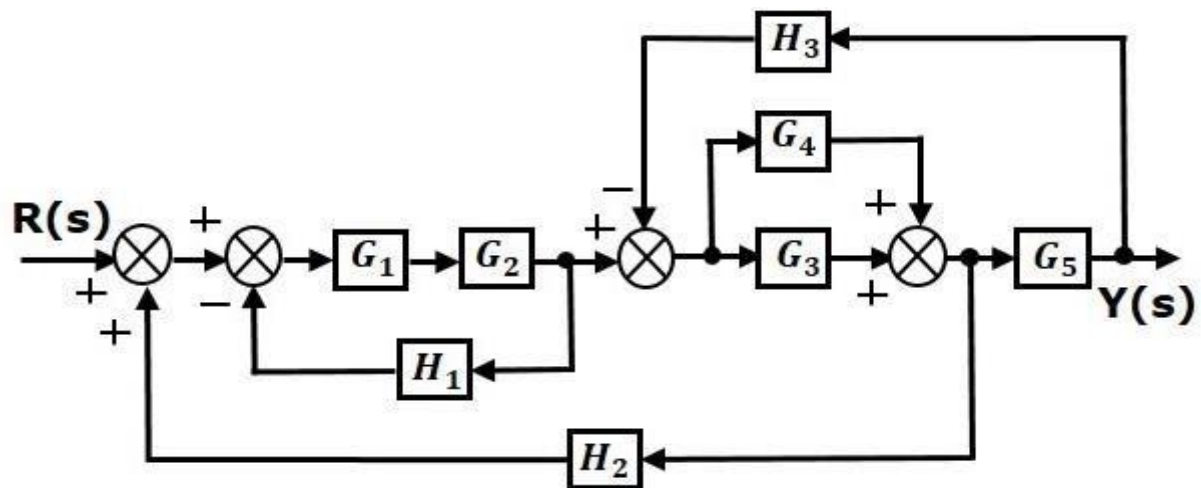 H₃
G₄
−
R(s)
+
−
+
+
G₁
G₂
+
+
G₃
+
G₅
Y(s)
+
H₁
H₂